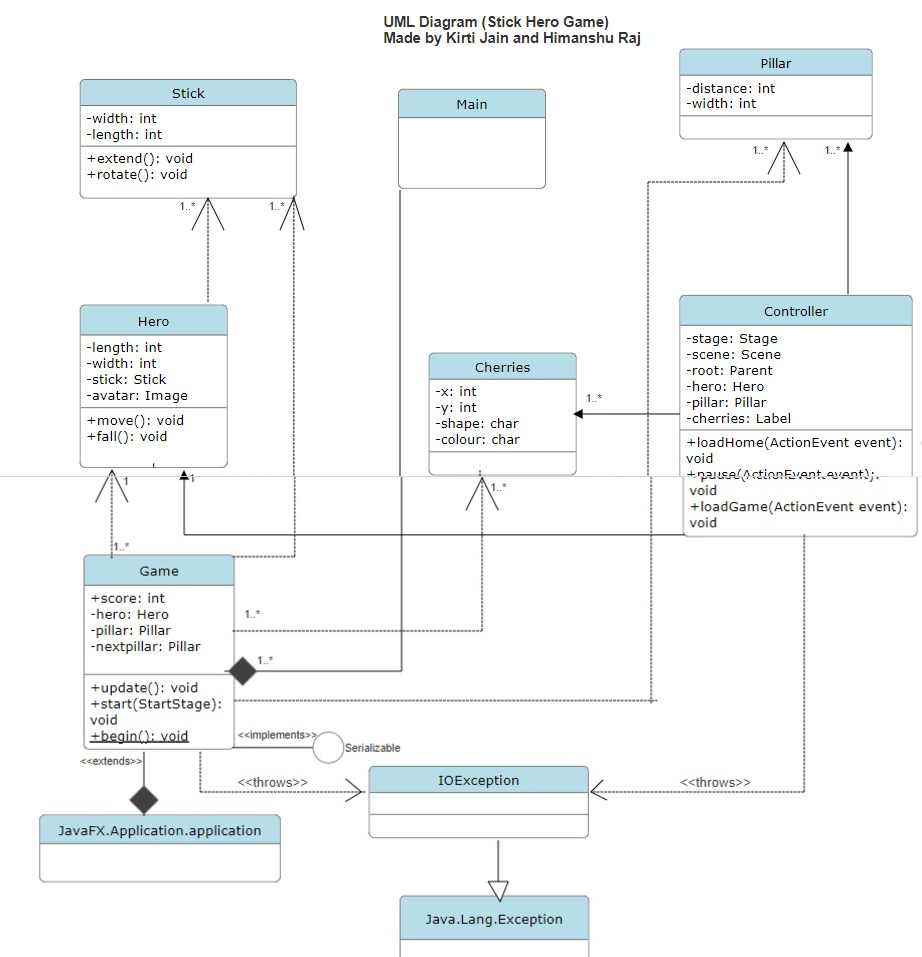 UML Diagram (Stick Hero Game)
Made by Kirti Jain and Himanshu Raj
Stick
-width: int
-length: int
+extend(): void
+rotate(): void
Main
Pillar
-distance: int
-width: int
1..*
1..*
1..*
1..*
Hero
-length: int
-width: int
-stick: Stick
-avatar: Image
+move(): void
+fall(): void
Cherries
-x: int
-y: int
-shape: char
-colour: char
1..*
Controller
-stage: Stage
-scene: Scene
-root: Parent
-hero: Hero
-pillar: Pillar
-cherries: Label
+loadHome(ActionEvent event):
void
+pause(ActionEvent event):
void
+loadGame(ActionEvent event):
void
1
1
1..*
1..*
Game
+score: int
-hero: Hero
-pillar: Pillar
-nextpillar: Pillar
+update(): void
+start(StartStage):
void
+begin(): void
1..*
1..*
<<implements>>
Serializable
<<extends>>
<<throws>>
<<throws>>
IOException
JavaFX.Application.application
Java.Lang.Exception